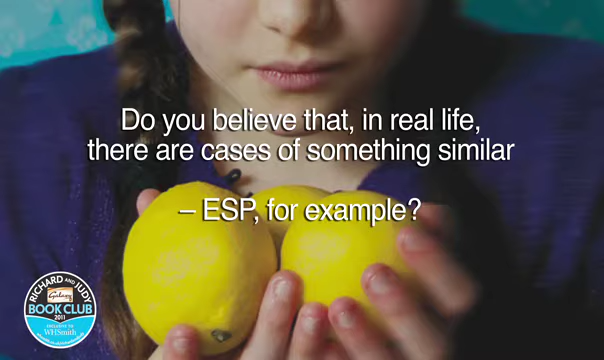 Do you believe that, in real life,
there are cases of something similar
– ESP, for example?
RICHARD AND JUDY
Galaxy
BOOK CLUB
2011
EXCLUSIVE TO
WHSmith